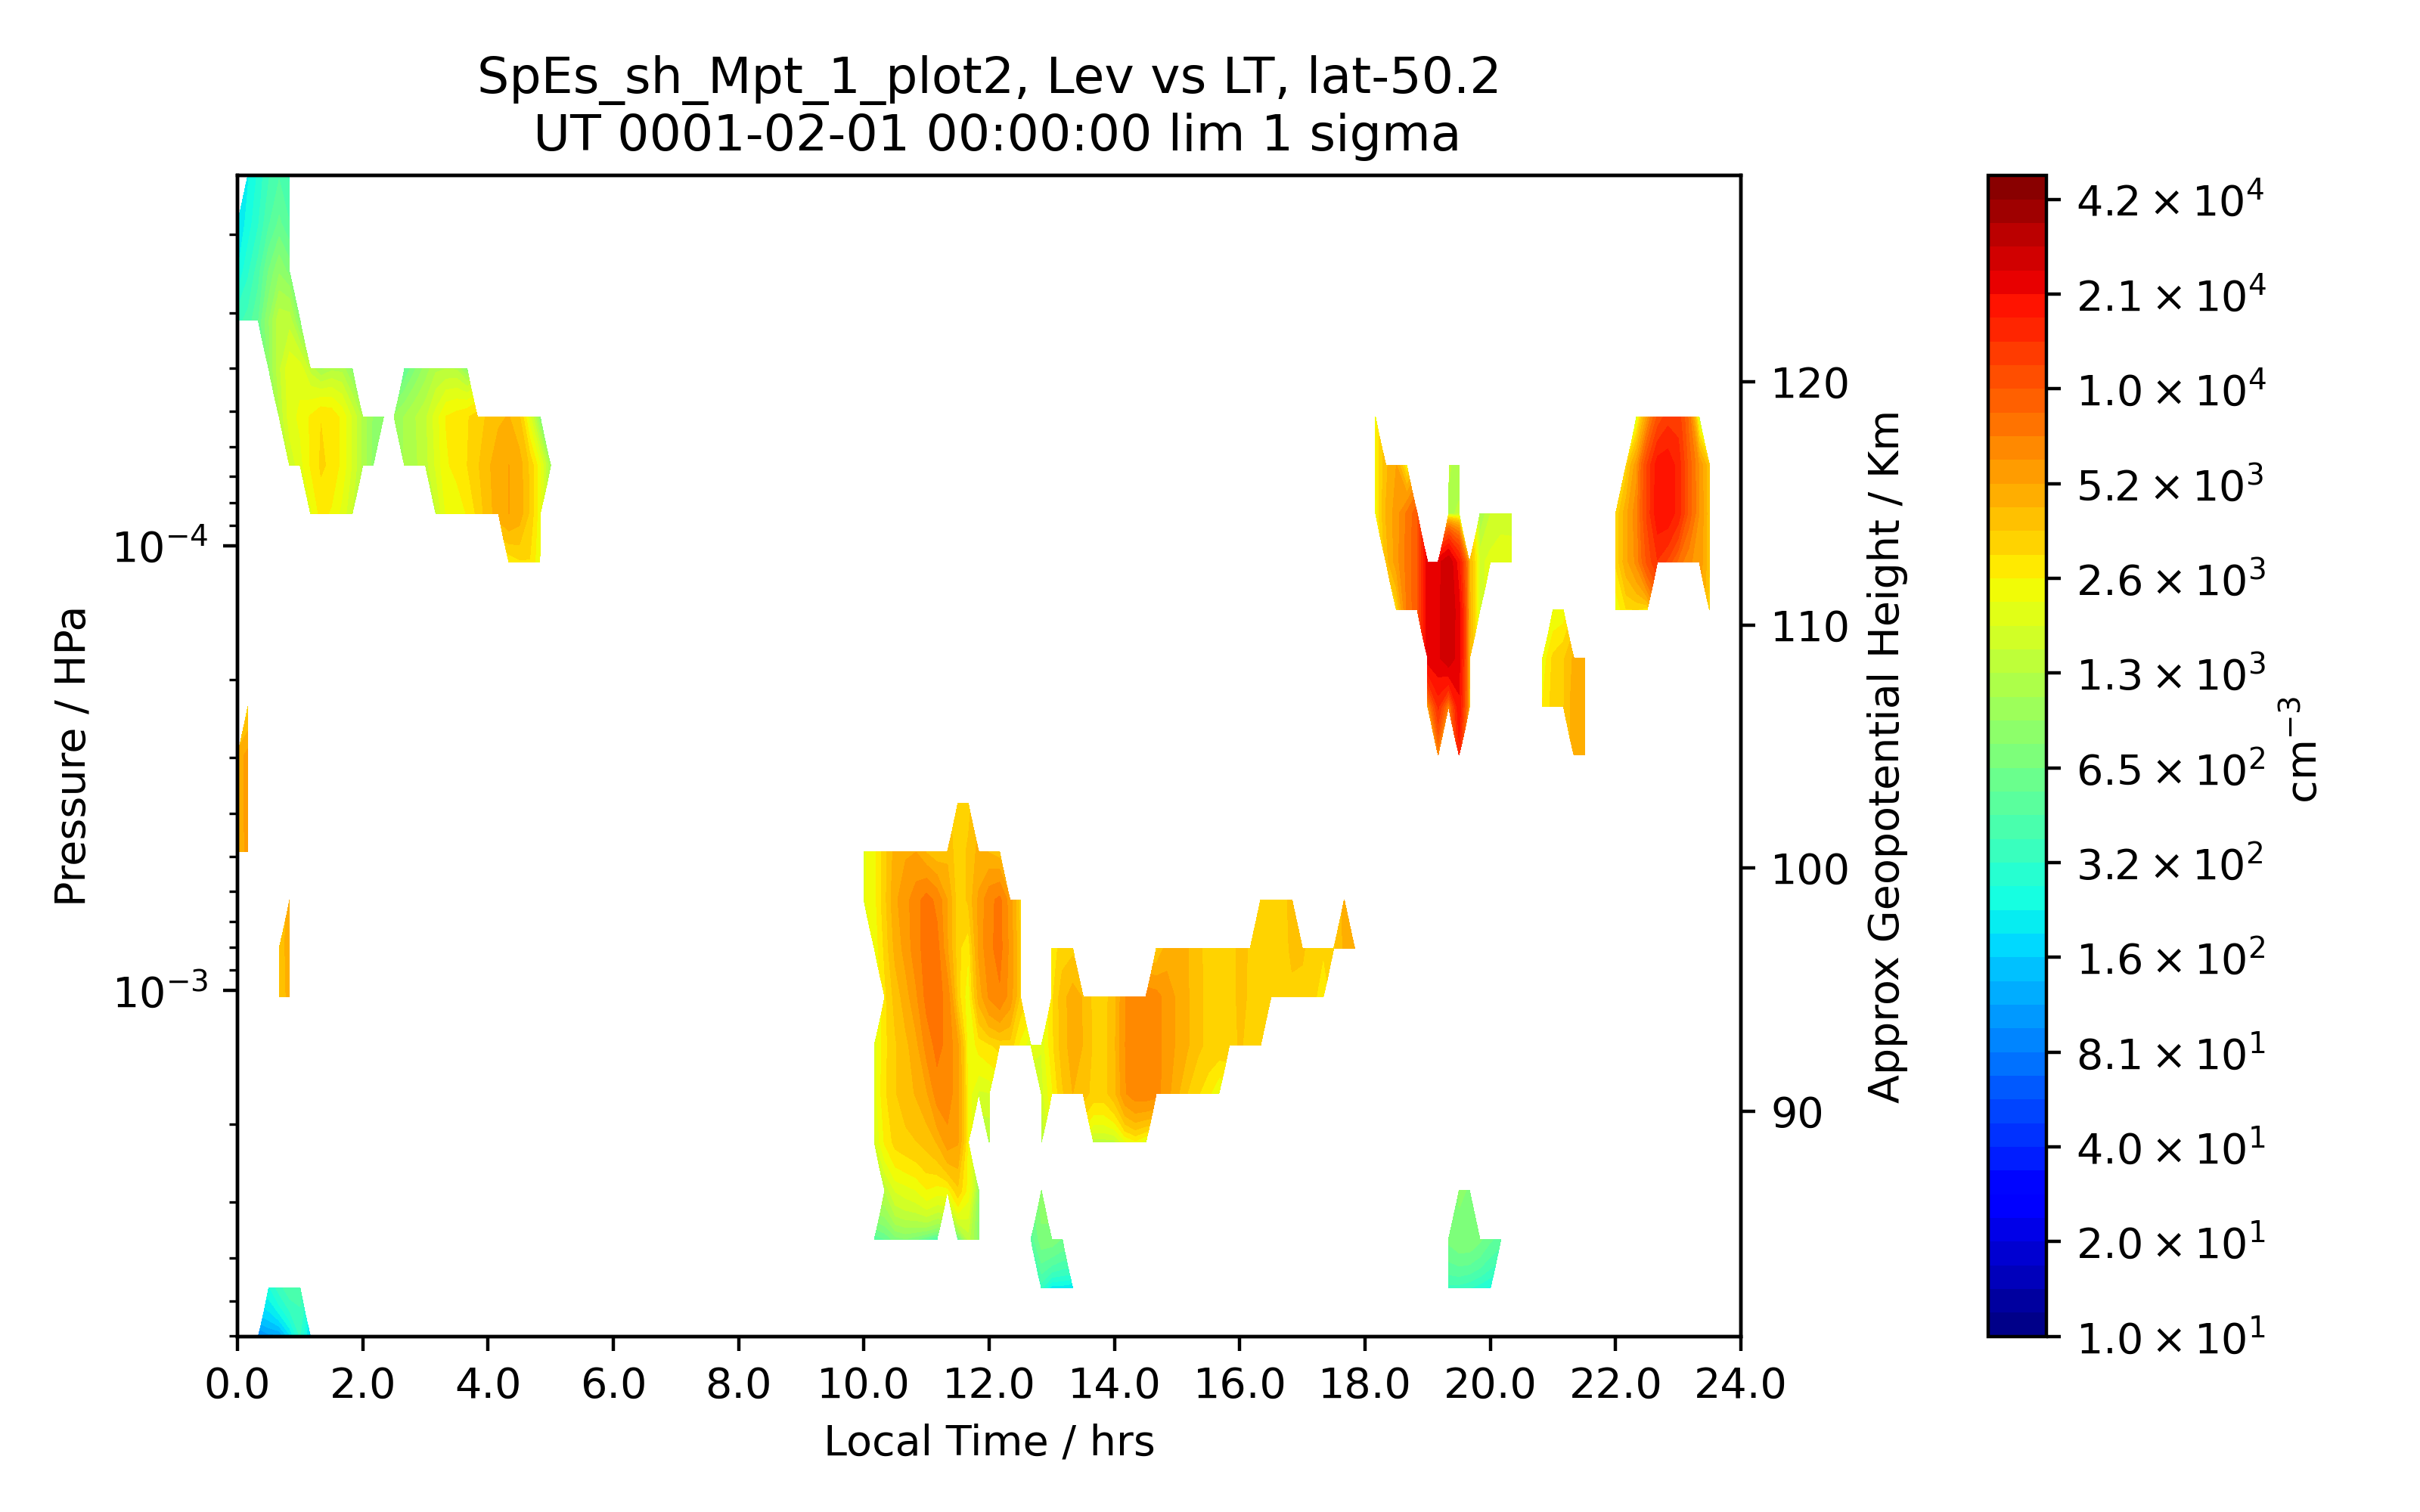 SpEs_sh_Mpt_1_plot2, Lev vs LT, lat-50.2
UT 0001-02-01 00:00:00 lim 1 sigma
Pressure / HPa
10⁻⁴
10⁻³
0.0 2.0 4.0 6.0 8.0 10.0 12.0 14.0 16.0 18.0 20.0 22.0 24.0
Local Time / hrs
120
110
100
90
Approx Geopotential Height / Km
4.2 × 10⁴
2.1 × 10⁴
1.0 × 10⁴
5.2 × 10³
2.6 × 10³
1.3 × 10³
6.5 × 10²
3.2 × 10²
1.6 × 10²
8.1 × 10¹
4.0 × 10¹
2.0 × 10¹
1.0 × 10¹
cm⁻³